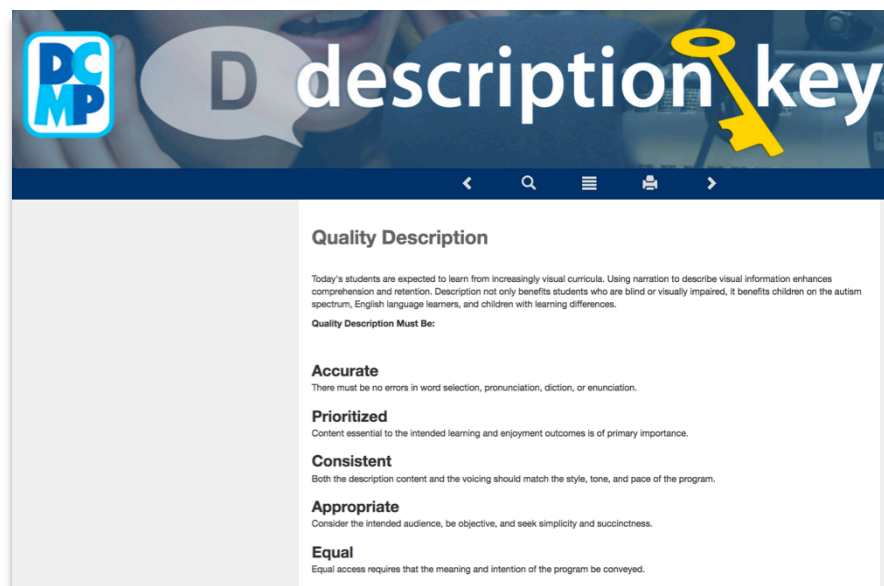 DC
MP
D description key
Quality Description
Today's students are expected to learn from increasingly visual curricula. Using narration to describe visual information enhances
comprehension and retention. Description not only benefits students who are blind or visually impaired, it benefits children on the autism
spectrum, English language learners, and children with learning differences.
Quality Description Must Be:
Accurate
There must be no errors in word selection, pronunciation, diction, or enunciation.
Prioritized
Content essential to the intended learning and enjoyment outcomes is of primary importance.
Consistent
Both the description content and the voicing should match the style, tone, and pace of the program.
Appropriate
Consider the intended audience, be objective, and seek simplicity and succinctness.
Equal
Equal access requires that the meaning and intention of the program be conveyed.